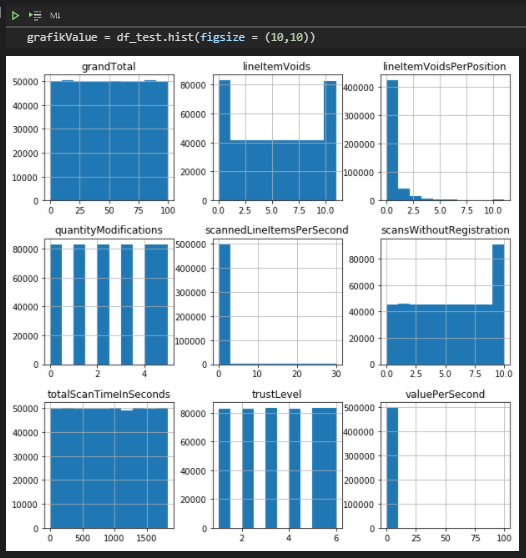 M↓
grafikValue = df_test.hist(figsize = (10,10))
grandTotal lineItemVoids lineItemVoidsPerPosition
50000 40000 30000 20000 10000 0
0 25 50 75 100
80000 60000 40000 20000 0
0.0 2.5 5.0 7.5 10.0
400000 300000 200000 100000 0
0.0 2.5 5.0 7.5 10.0
quantityModifications scannedLineItemsPerSecond scansWithoutRegistration
80000 60000 40000 20000 0
0 2 4
500000 400000 300000 200000 100000 0
0 10 20 30
80000 60000 40000 20000 0
0.0 2.5 5.0 7.5 10.0
totalScanTimeInSeconds trustLevel valuePerSecond
50000 40000 30000 20000 10000 0
0 500 1000 1500
80000 60000 40000 20000 0
2 4 6
500000 400000 300000 200000 100000 0
0 25 50 75 100